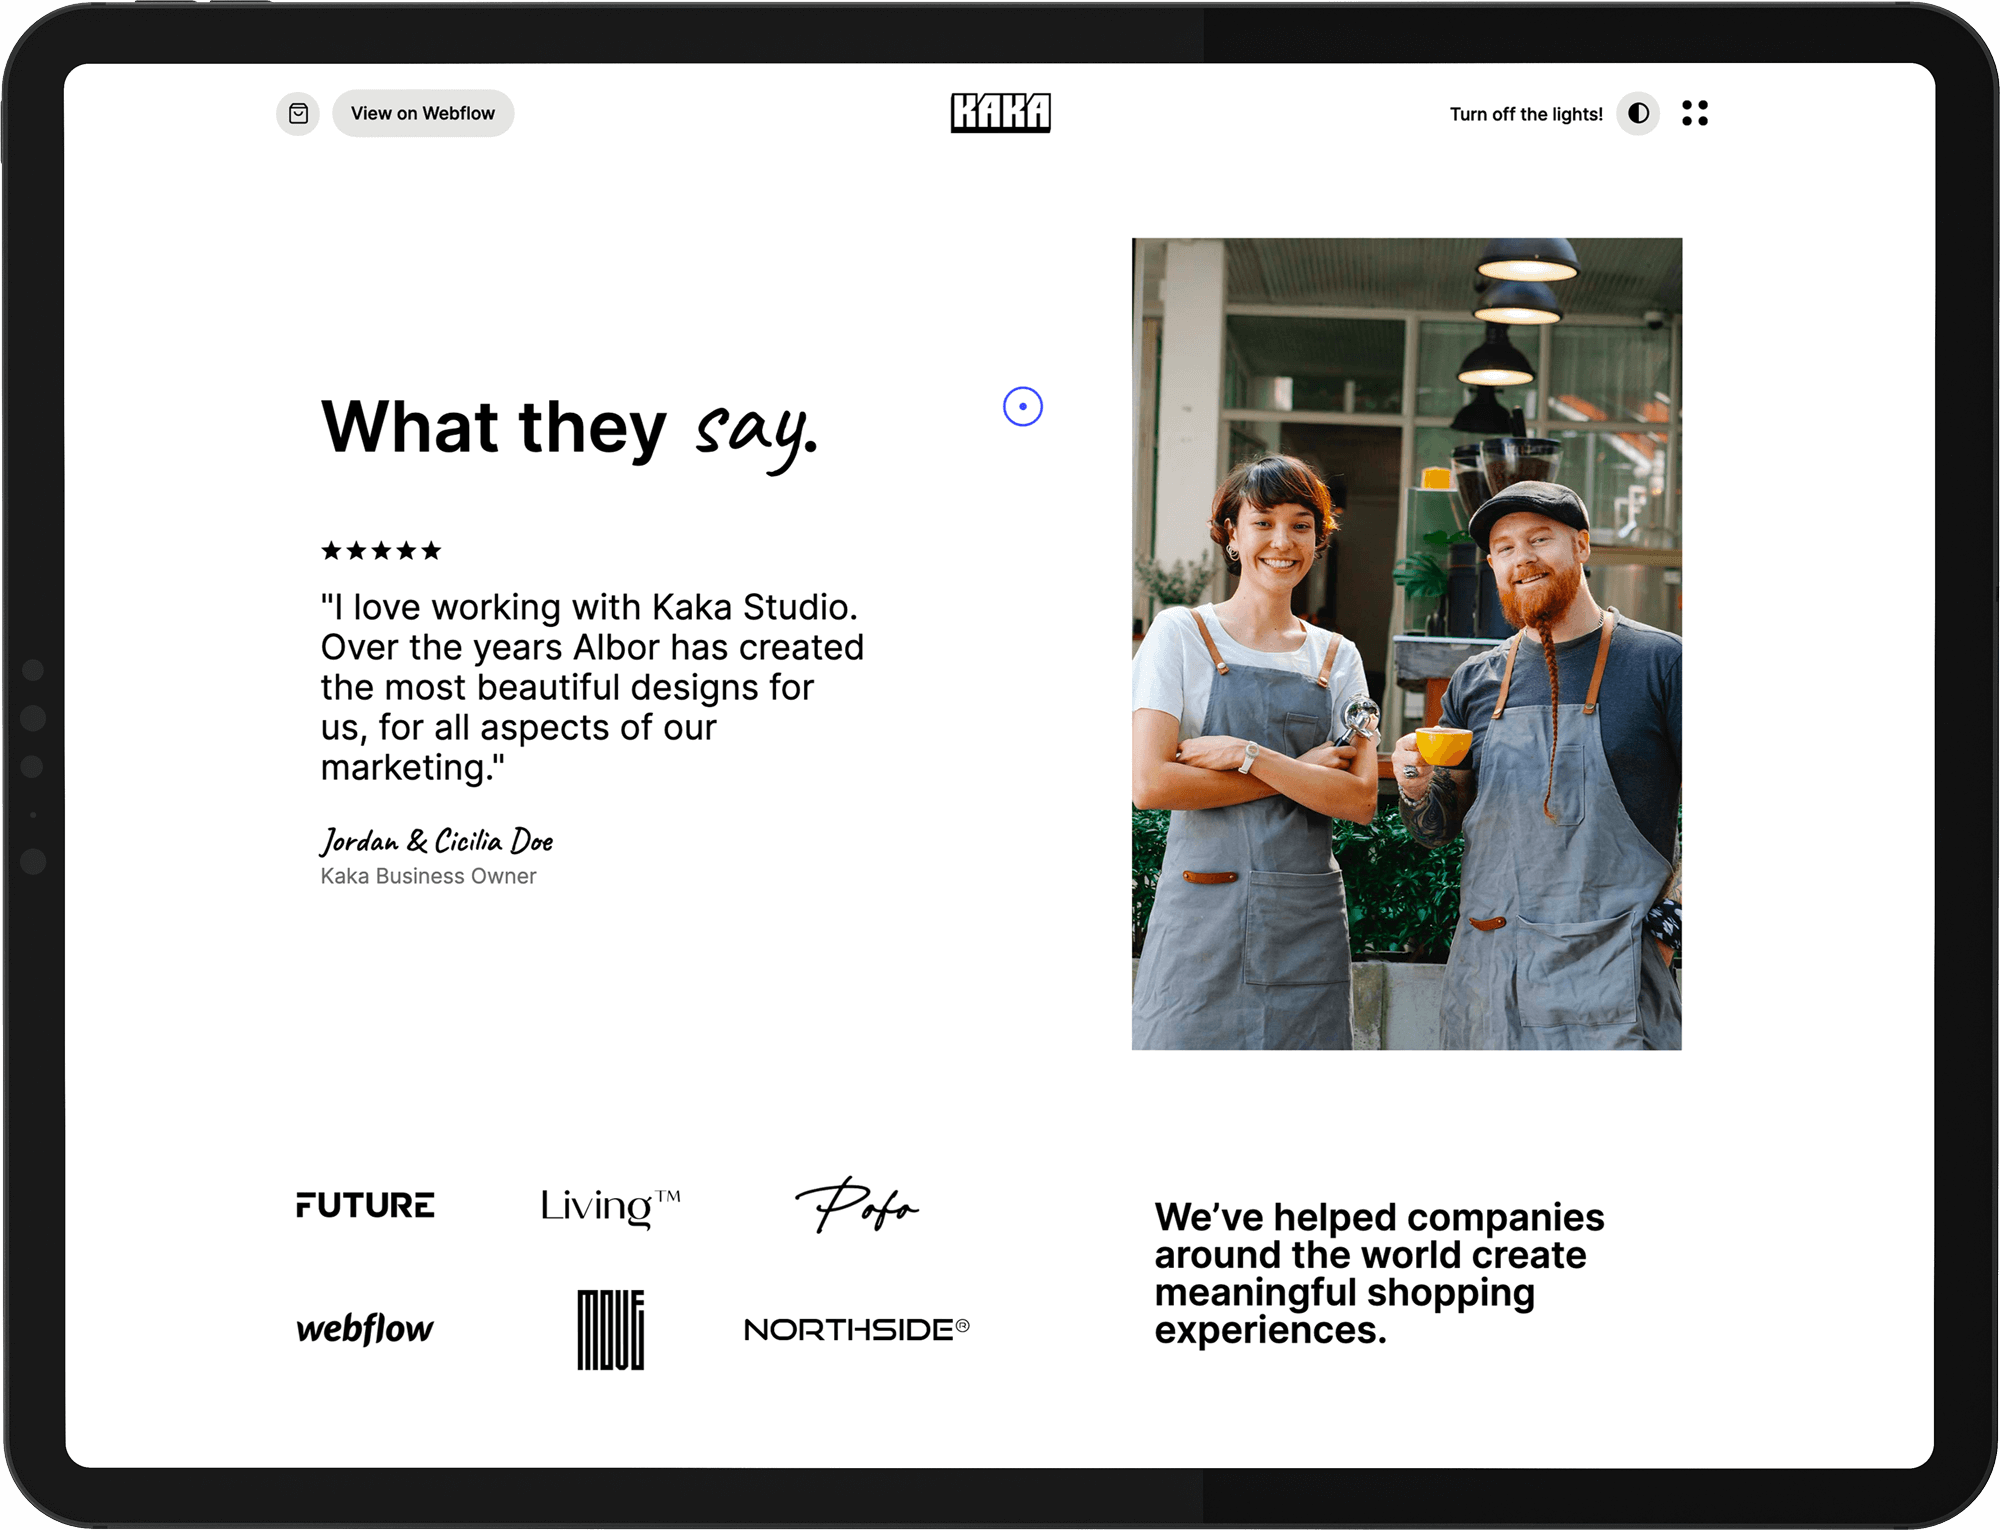 View on Webflow
KAKA
Turn off the lights!
What they say.
★★★★★
"I love working with Kaka Studio.
Over the years Albor has created
the most beautiful designs for
us, for all aspects of our
marketing."
Jordan & Cicilia Doe
Kaka Business Owner
FUTURE
Living™
Pofo
webflow
MOVE
NORTHSIDE®
We’ve helped companies
around the world create
meaningful shopping
experiences.